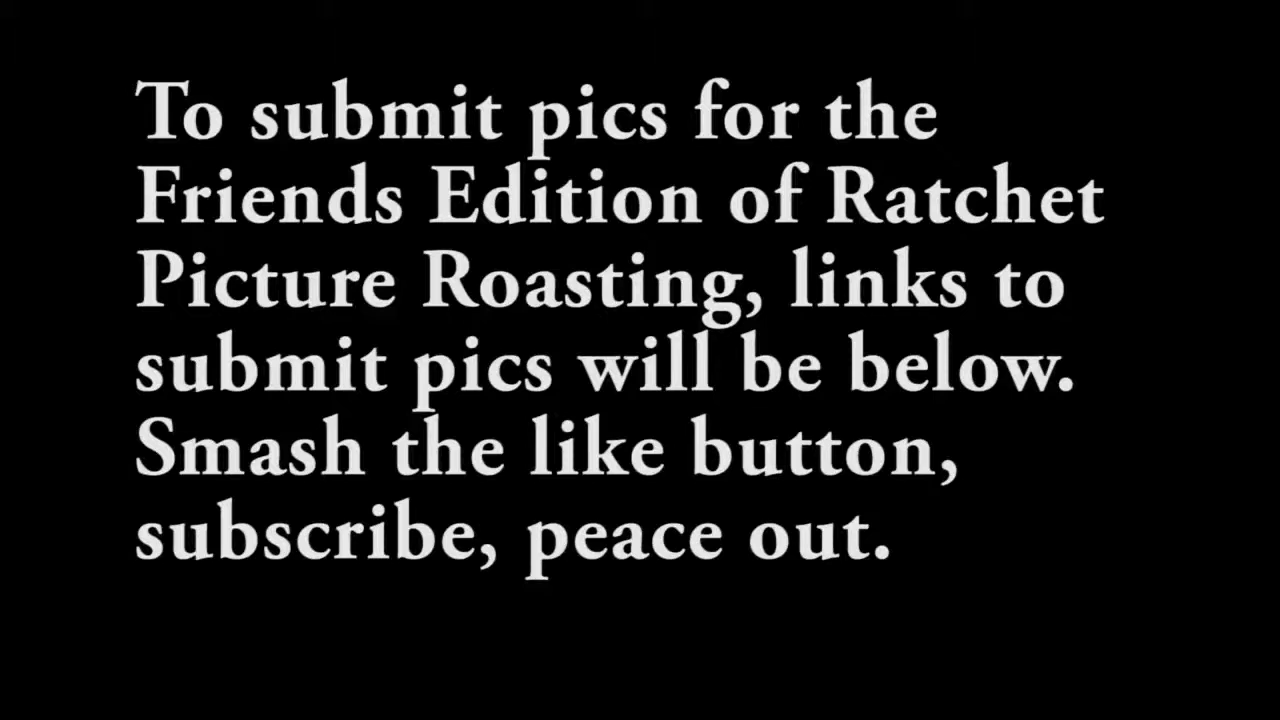 To submit pics for the
Friends Edition of Ratchet
Picture Roasting, links to
submit pics will be below.
Smash the like button,
subscribe, peace out.